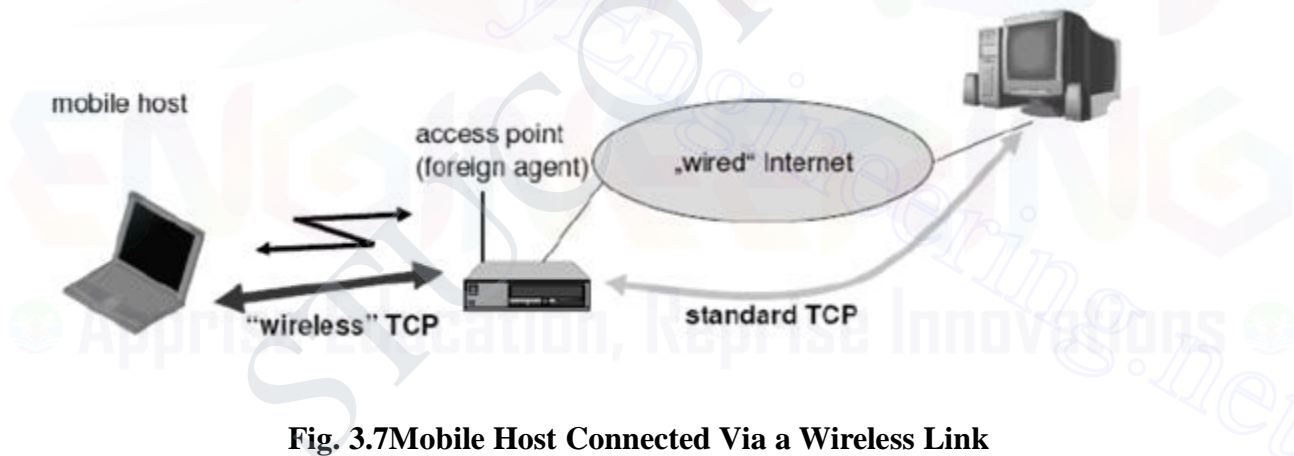 mobile host
access point
(foreign agent)
„wired“ Internet
"wireless" TCP
standard TCP
Fig. 3.7Mobile Host Connected Via a Wireless Link